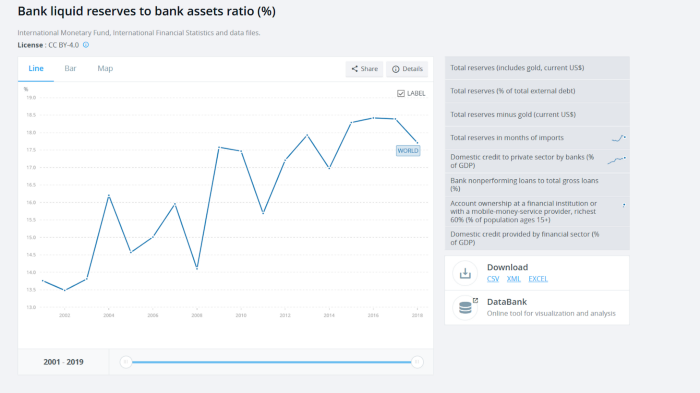 Bank liquid reserves to bank assets ratio (%)
International Monetary Fund, International Financial Statistics and data files.
License : CC BY-4.0
Line Bar Map Share Details
%
LABEL
19.0
18.5
18.0
17.5
17.0
16.5
16.0
15.5
15.0
14.5
14.0
13.5
13.0
WORLD
2002 2004 2006 2008 2010 2012 2014 2016 2018
2001 - 2019
Total reserves (includes gold, current US$)
Total reserves (% of total external debt)
Total reserves minus gold (current US$)
Total reserves in months of imports
Domestic credit to private sector by banks (%
of GDP)
Bank nonperforming loans to total gross loans
(%)
Account ownership at a financial institution or
with a mobile-money-service provider, richest
60% (% of population ages 15+)
Domestic credit provided by financial sector (%
of GDP)
Download
CSV XML EXCEL
DataBank
Online tool for visualization and analysis